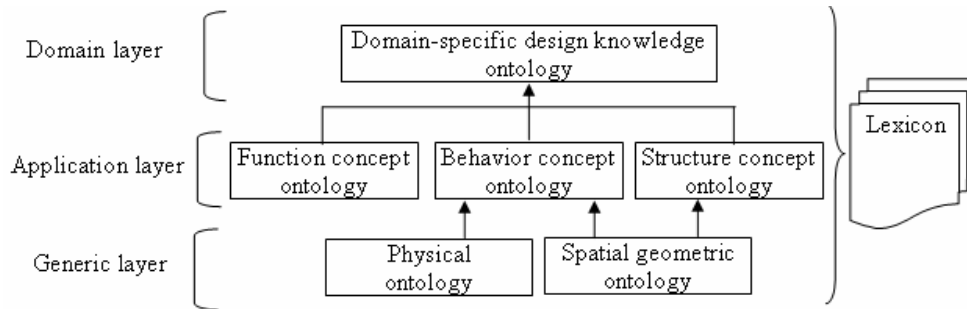 Domain layer
Domain-specific design knowledge
ontology
Lexicon
Application layer
Function concept
ontology
Behavior concept
ontology
Structure concept
ontology
Generic layer
Physical
ontology
Spatial geometric
ontology